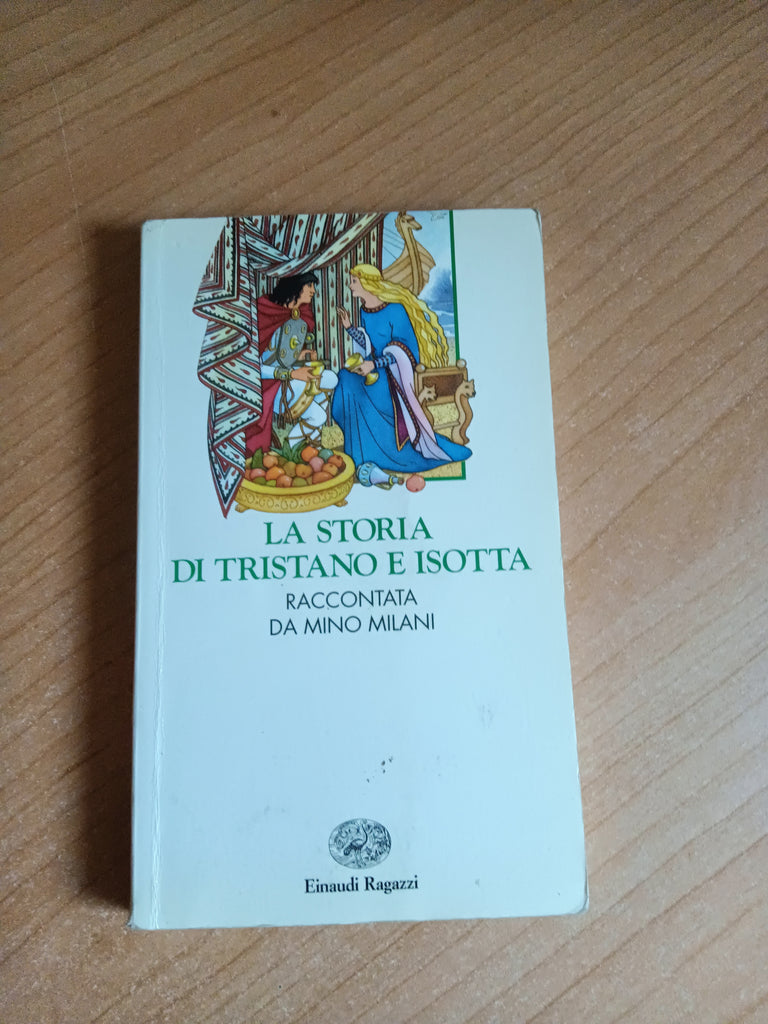 LA STORIA
DI TRISTANO E ISOTTA
RACCONTATA
DA MINO MILANI
Einaudi Ragazzi